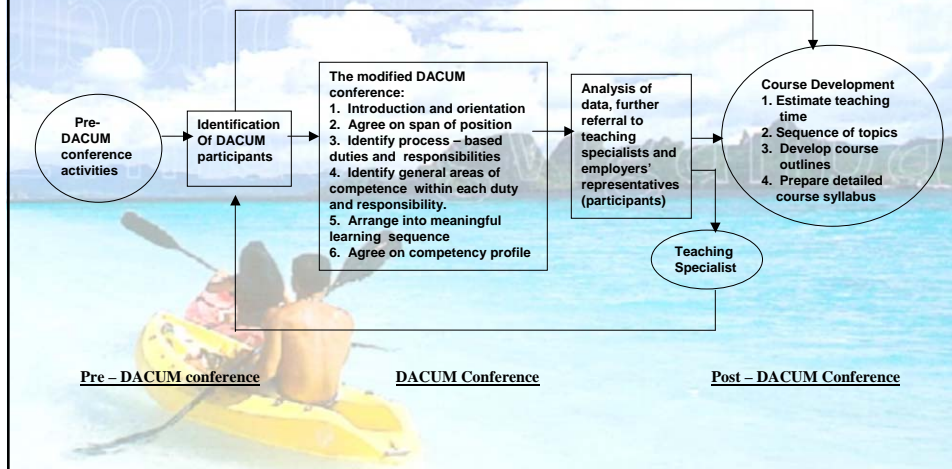 Pre-
DACUM
conference
activities
Identification
Of DACUM
participants
The modified DACUM
conference:
1. Introduction and orientation
2. Agree on span of position
3. Identify process – based
duties and responsibilities
4. Identify general areas of
competence within each duty
and responsibility.
5. Arrange into meaningful
learning sequence
6. Agree on competency profile
Analysis of
data, further
referral to
teaching
specialists and
employers'
representatives
(participants)
Course Development
1. Estimate teaching
time
2. Sequence of topics
3. Develop course
outlines
4. Prepare detailed
course syllabus
Teaching
Specialist
Pre – DACUM conference
DACUM Conference
Post – DACUM Conference